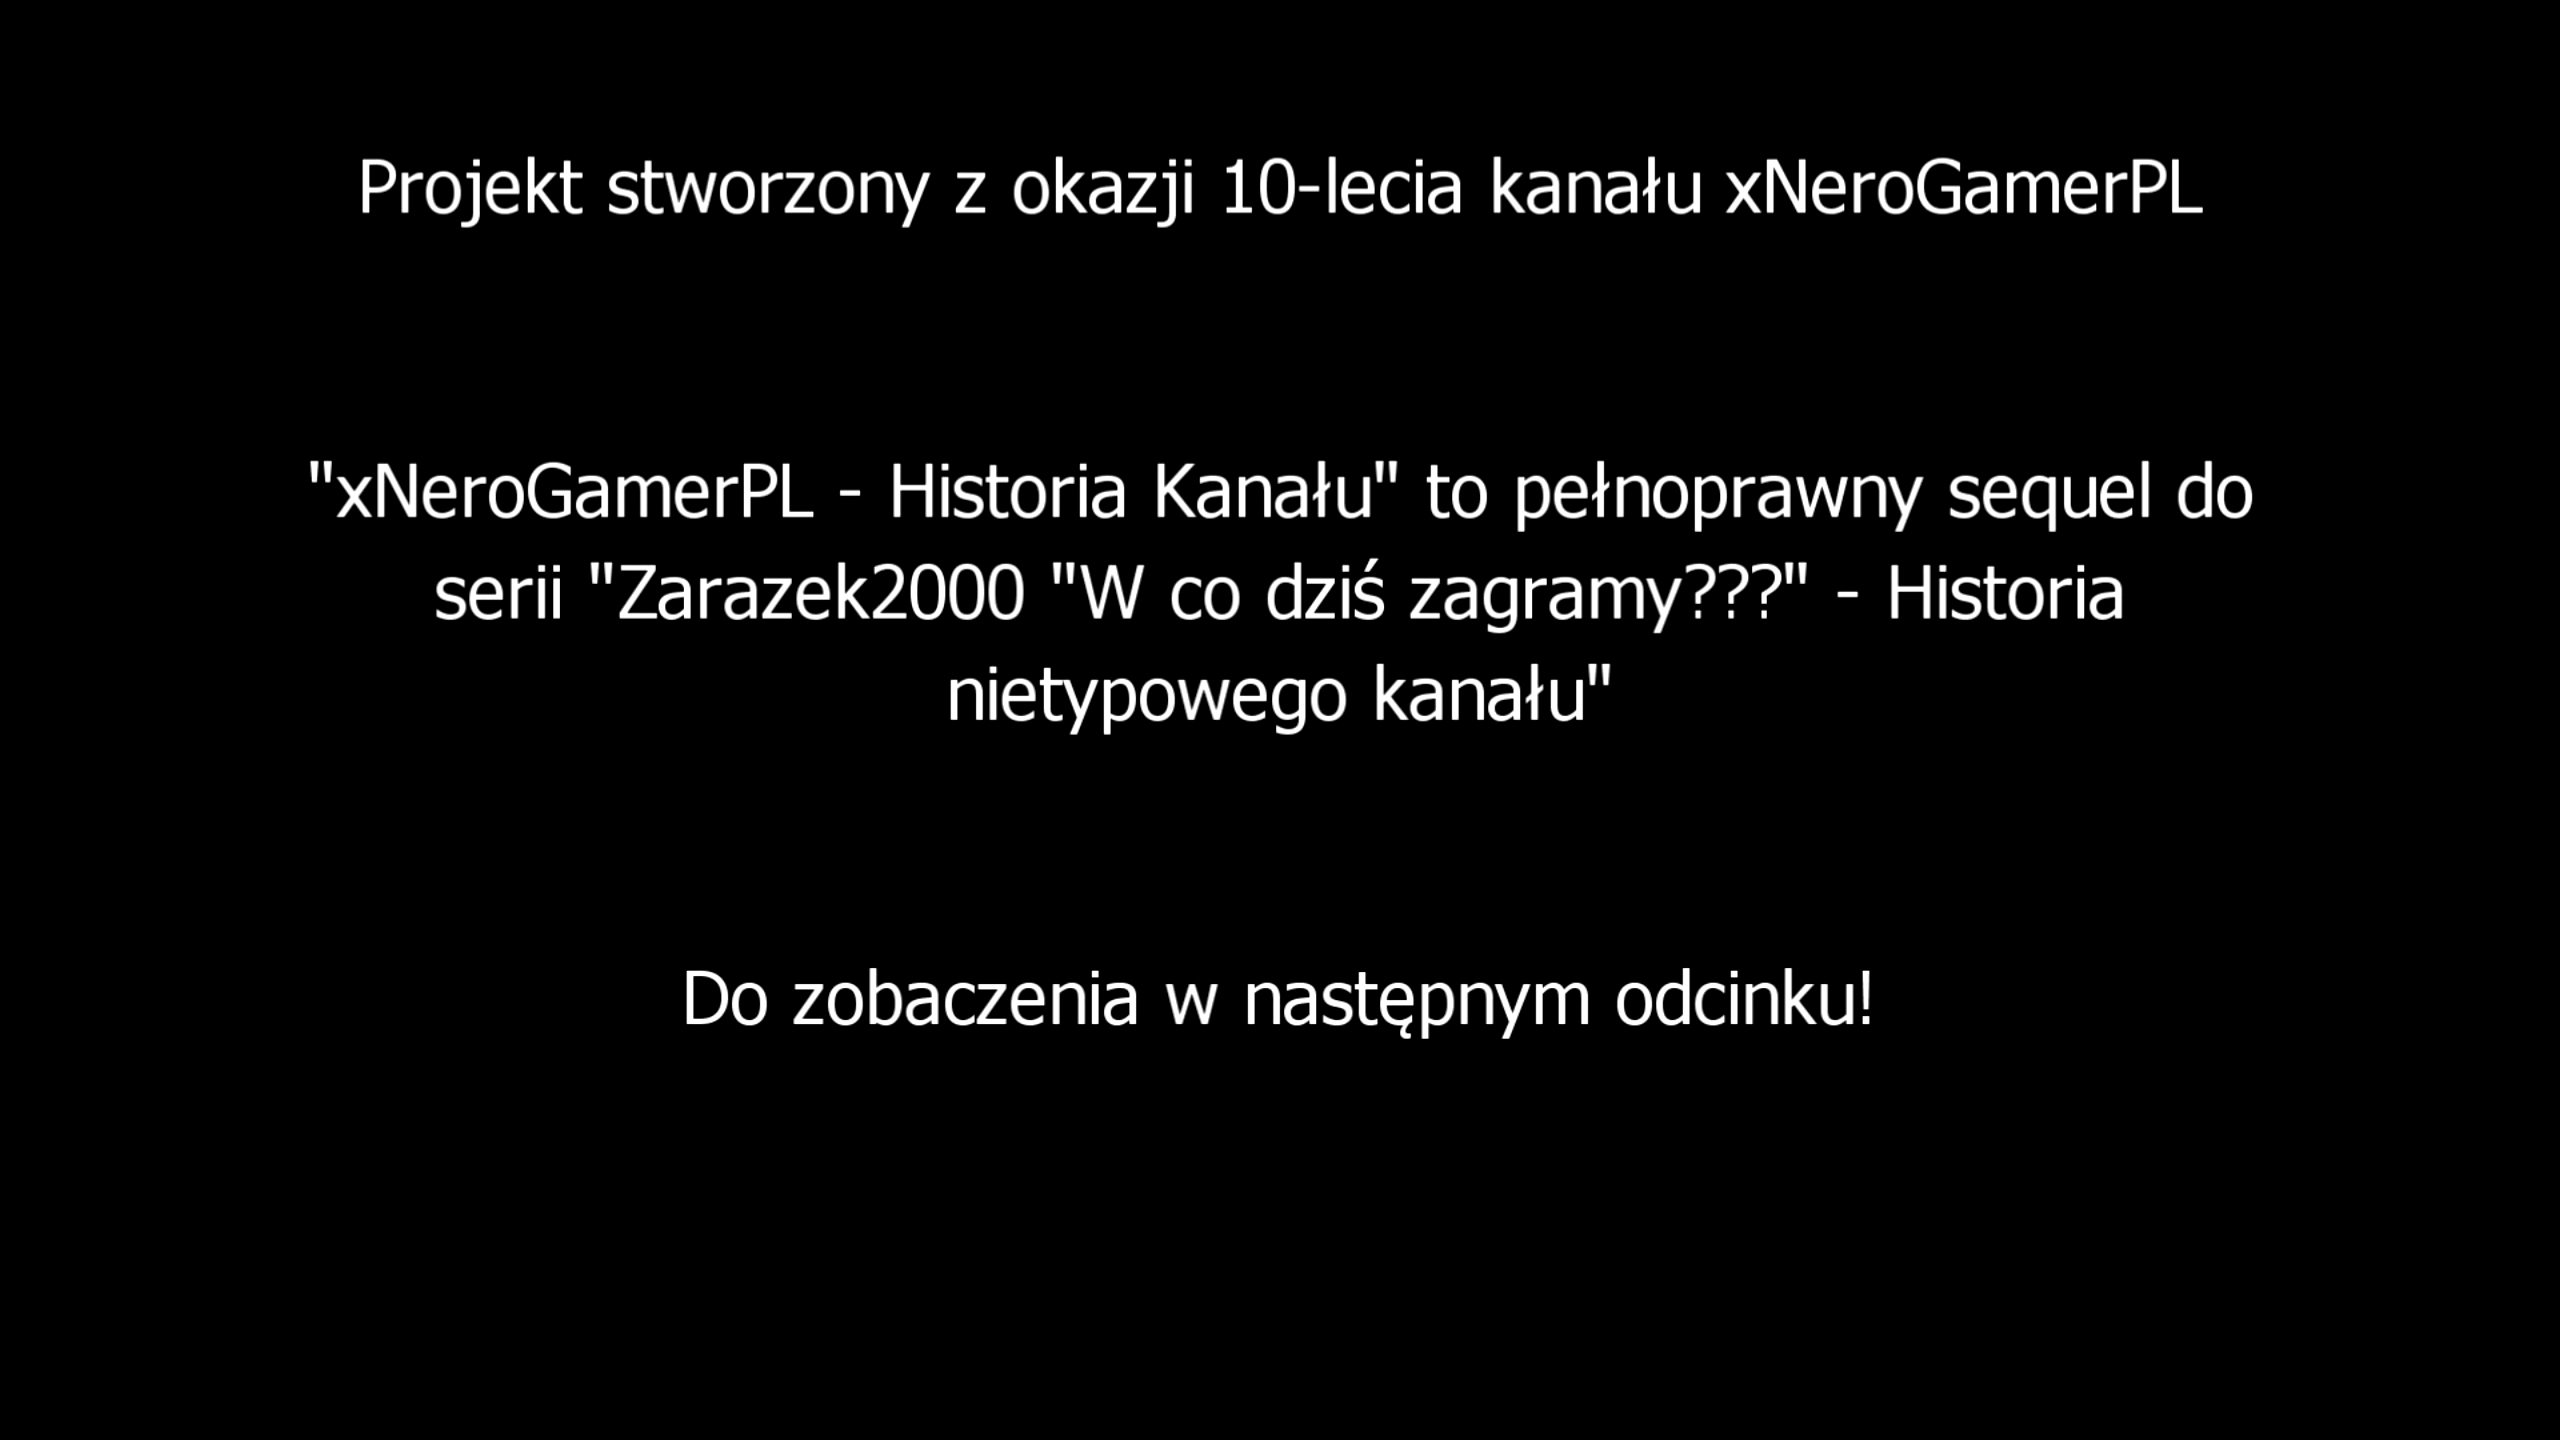 Projekt stworzony z okazji 10-lecia kanału xNeroGamerPL
"xNeroGamerPL - Historia Kanału" to pełnoprawny sequel do
serii "Zarazek2000 "W co dziś zagramy???" - Historia
nietypowego kanału"
Do zobaczenia w następnym odcinku!